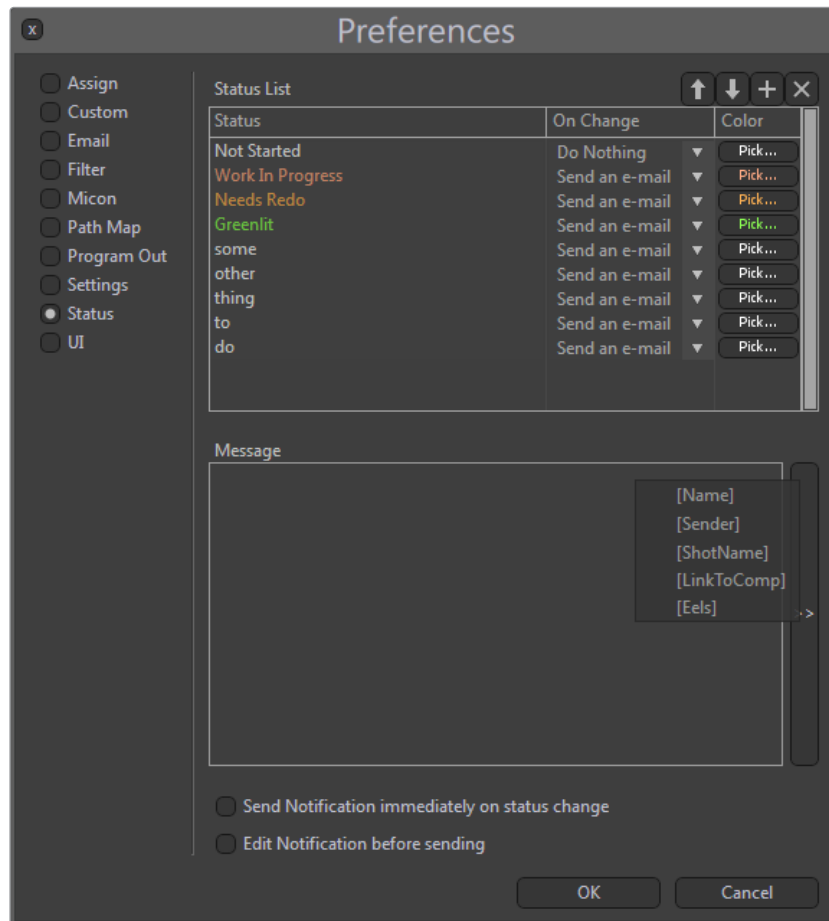 x
Preferences
Assign
Custom
Email
Filter
Micon
Path Map
Program Out
Settings
Status
UI
Status List
Status On Change Color
Not Started Do Nothing Pick...
Work In Progress Send an e-mail Pick...
Needs Redo Send an e-mail Pick...
Greenlit Send an e-mail Pick...
some Send an e-mail Pick...
other Send an e-mail Pick...
thing Send an e-mail Pick...
to Send an e-mail Pick...
do Send an e-mail Pick...
Message
[Name]
[Sender]
[ShotName]
[LinkToComp]
[Eels]
>
Send Notification immediately on status change
Edit Notification before sending
OK Cancel